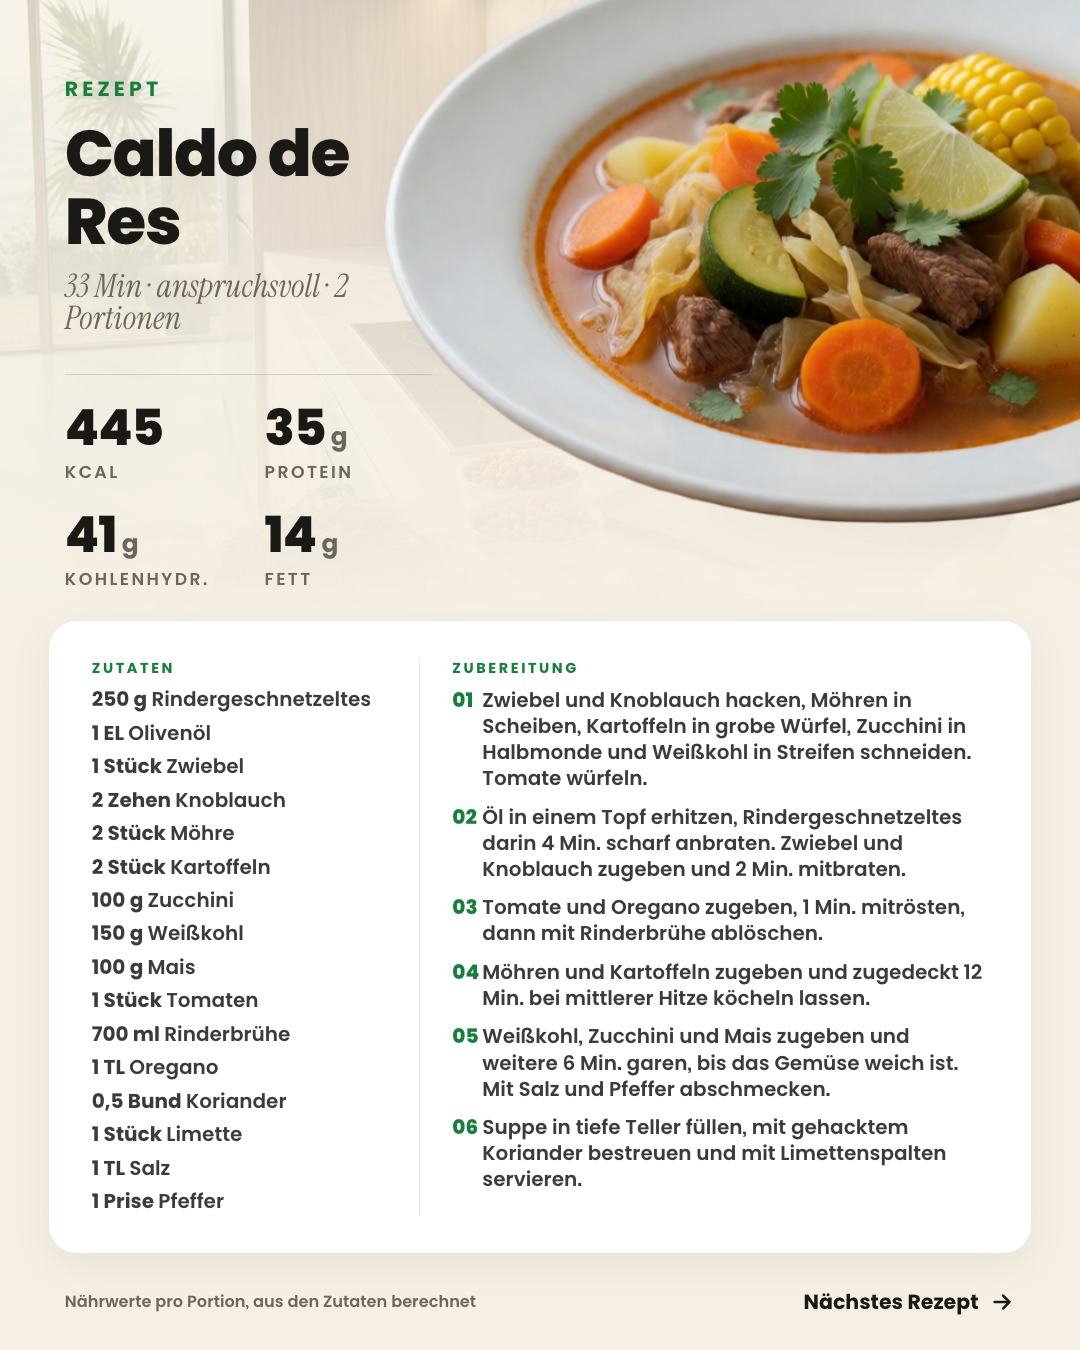 REZEPT
Caldo de
Res
33 Min · anspruchsvoll · 2
Portionen
445
KCAL
35 g
PROTEIN
41 g
KOHLENHYDR.
14 g
FETT
ZUTATEN
250 g Rindergeschnetzeltes
1 EL Olivenöl
1 Stück Zwiebel
2 Zehen Knoblauch
2 Stück Möhre
2 Stück Kartoffeln
100 g Zucchini
150 g Weißkohl
100 g Mais
1 Stück Tomaten
700 ml Rinderbrühe
1 TL Oregano
0,5 Bund Koriander
1 Stück Limette
1 TL Salz
1 Prise Pfeffer
ZUBEREITUNG
01 Zwiebel und Knoblauch hacken, Möhren in
Scheiben, Kartoffeln in grobe Würfel, Zucchini in
Halbmonde und Weißkohl in Streifen schneiden.
Tomate würfeln.
02 Öl in einem Topf erhitzen, Rindergeschnetzeltes
darin 4 Min. scharf anbraten. Zwiebel und
Knoblauch zugeben und 2 Min. mitbraten.
03 Tomate und Oregano zugeben, 1 Min. mitrösten,
dann mit Rinderbrühe ablöschen.
04 Möhren und Kartoffeln zugeben und zugedeckt 12
Min. bei mittlerer Hitze köcheln lassen.
05 Weißkohl, Zucchini und Mais zugeben und
weitere 6 Min. garen, bis das Gemüse weich ist.
Mit Salz und Pfeffer abschmecken.
06 Suppe in tiefe Teller füllen, mit gehacktem
Koriander bestreuen und mit Limettenspalten
servieren.
Nährwerte pro Portion, aus den Zutaten berechnet
Nächstes Rezept →